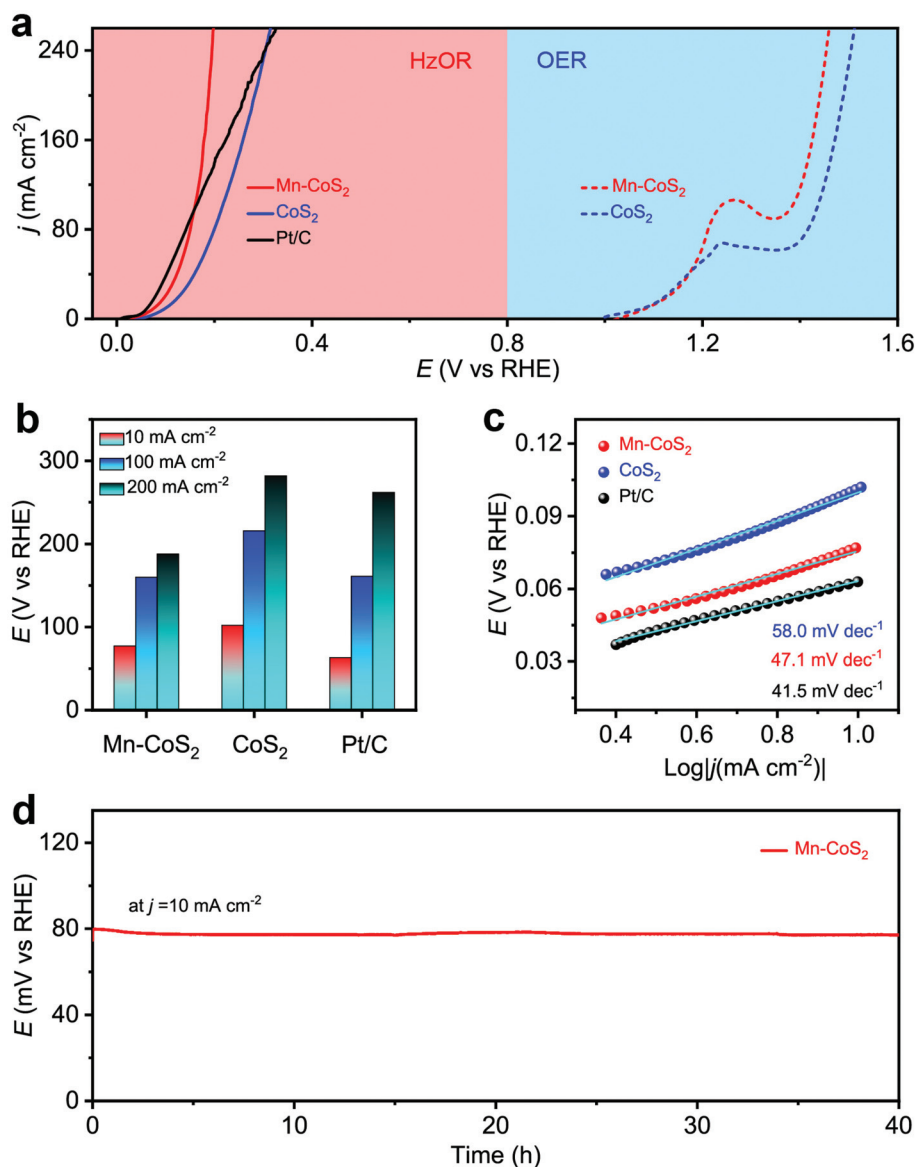 a
240
160
80
0
j (mA cm⁻²)
HzOR
OER
Mn-CoS₂
CoS₂
Pt/C
Mn-CoS₂
CoS₂
0.0
0.4
0.8
1.2
1.6
E (V vs RHE)
b
10 mA cm⁻²
100 mA cm⁻²
200 mA cm⁻²
300
200
100
0
E (V vs RHE)
Mn-CoS₂
CoS₂
Pt/C
c
0.12
0.09
0.06
0.03
E (V vs RHE)
Mn-CoS₂
CoS₂
Pt/C
58.0 mV dec⁻¹
47.1 mV dec⁻¹
41.5 mV dec⁻¹
0.4
0.6
0.8
1.0
Log|j(mA cm⁻²)|
d
120
80
40
0
E (mV vs RHE)
Mn-CoS₂
at j =10 mA cm⁻²
0
10
20
30
40
Time (h)